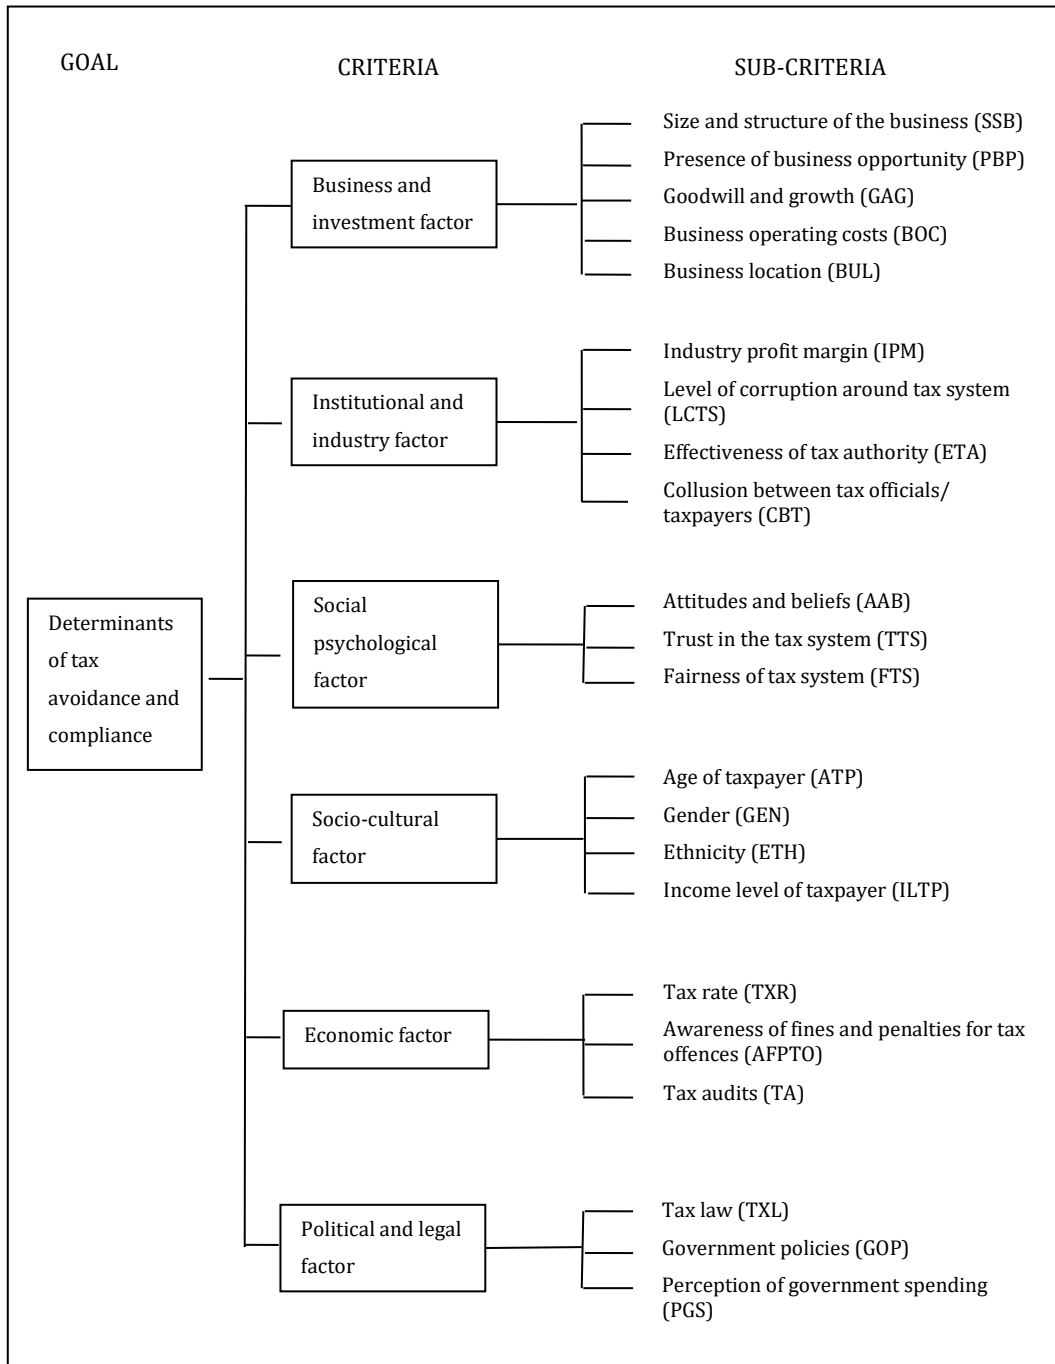 GOAL
CRITERIA
SUB-CRITERIA
Determinants
of tax
avoidance and
compliance
Business and
investment factor
Size and structure of the business (SSB)
Presence of business opportunity (PBP)
Goodwill and growth (GAG)
Business operating costs (BOC)
Business location (BUL)
Institutional and
industry factor
Industry profit margin (IPM)
Level of corruption around tax system
(LCTS)
Effectiveness of tax authority (ETA)
Collusion between tax officials/
taxpayers (CBT)
Social
psychological
factor
Attitudes and beliefs (AAB)
Trust in the tax system (TTS)
Fairness of tax system (FTS)
Socio-cultural
factor
Age of taxpayer (ATP)
Gender (GEN)
Ethnicity (ETH)
Income level of taxpayer (ILTP)
Economic factor
Tax rate (TXR)
Awareness of fines and penalties for tax
offences (AFPTO)
Tax audits (TA)
Political and legal
factor
Tax law (TXL)
Government policies (GOP)
Perception of government spending
(PGS)